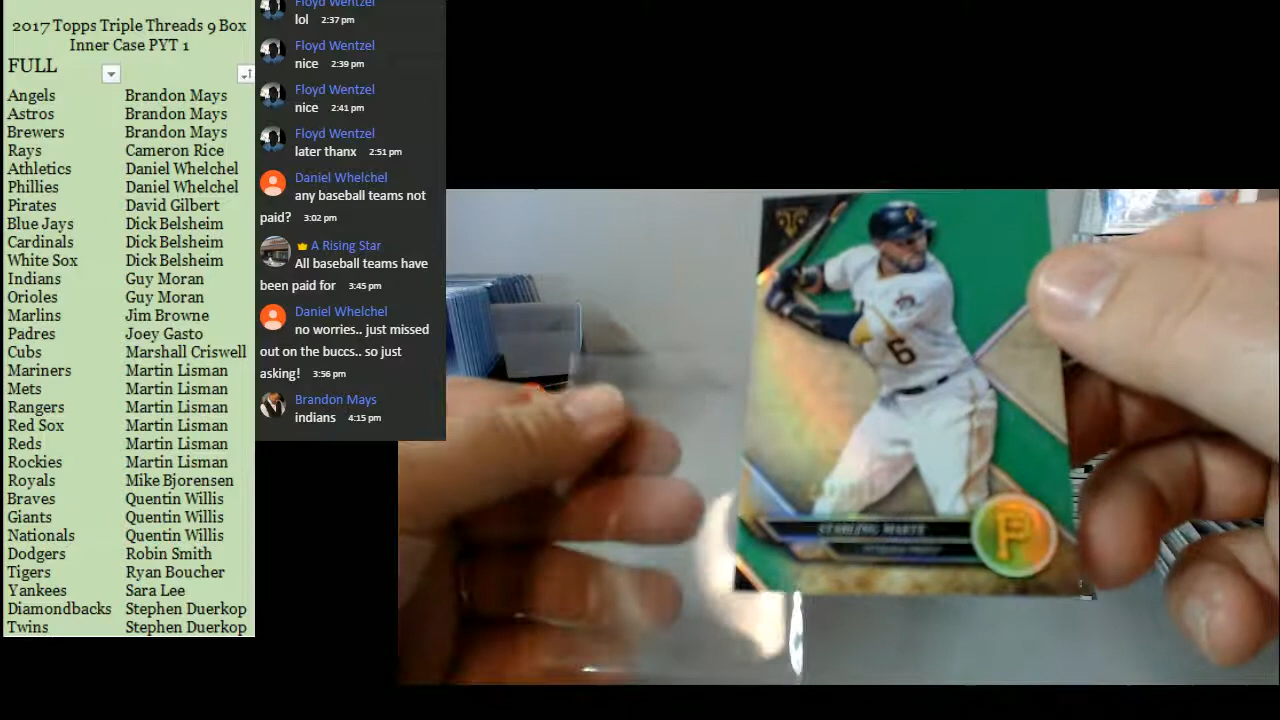 2017 Topps Triple Threads 9 Box
Inner Case PYT 1
FULL
Angels Brandon Mays
Astros Brandon Mays
Brewers Brandon Mays
Rays Cameron Rice
Athletics Daniel Whelchel
Phillies Daniel Whelchel
Pirates David Gilbert
Blue Jays Dick Belsheim
Cardinals Dick Belsheim
White Sox Dick Belsheim
Indians Guy Moran
Orioles Guy Moran
Marlins Jim Browne
Padres Joey Gasto
Cubs Marshall Criswell
Mariners Martin Lisman
Mets Martin Lisman
Rangers Martin Lisman
Red Sox Martin Lisman
Reds Martin Lisman
Rockies Martin Lisman
Royals Mike Bjorensen
Braves Quentin Willis
Giants Quentin Willis
Nationals Quentin Willis
Dodgers Robin Smith
Tigers Ryan Boucher
Yankees Sara Lee
Diamondbacks Stephen Duerkop
Twins Stephen Duerkop
Floyd Wentzel
lol 2:37 pm
Floyd Wentzel
nice 2:39 pm
Floyd Wentzel
nice 2:41 pm
Floyd Wentzel
later thanx 2:51 pm
Daniel Whelchel
any baseball teams not
paid? 3:02 pm
A Rising Star
All baseball teams have
been paid for 3:45 pm
Daniel Whelchel
no worries.. just missed
out on the buccs.. so just
asking! 3:56 pm
Brandon Mays
indians 4:15 pm
P
6
STARLING MARTE
P